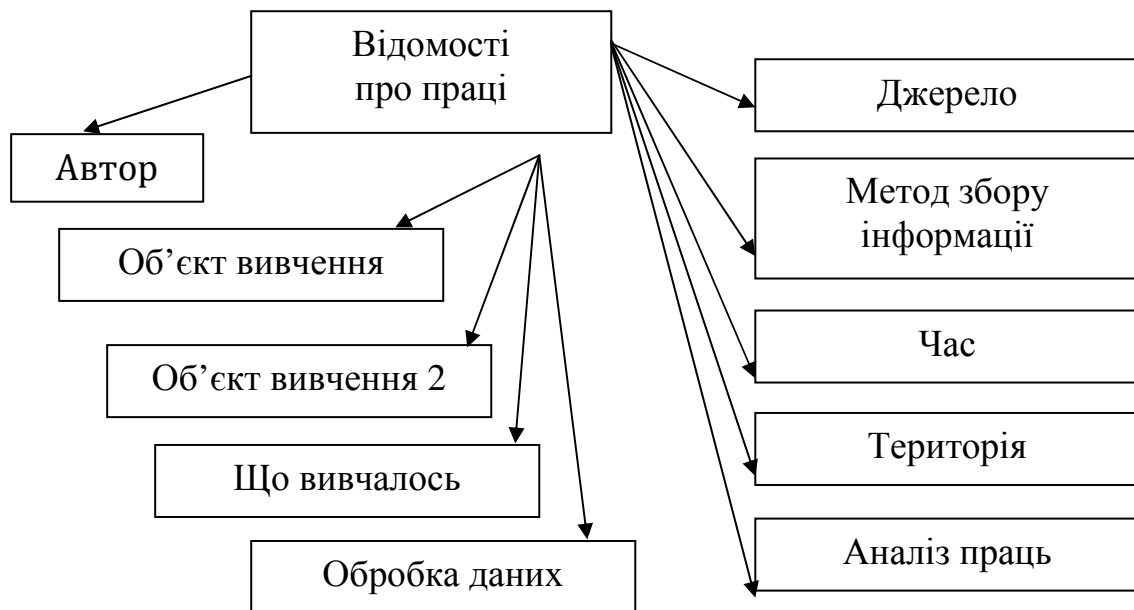 Відомості
про праці
Автор
Об’єкт вивчення
Об’єкт вивчення 2
Що вивчалось
Обробка даних
Джерело
Метод збору
інформації
Час
Територія
Аналіз праць